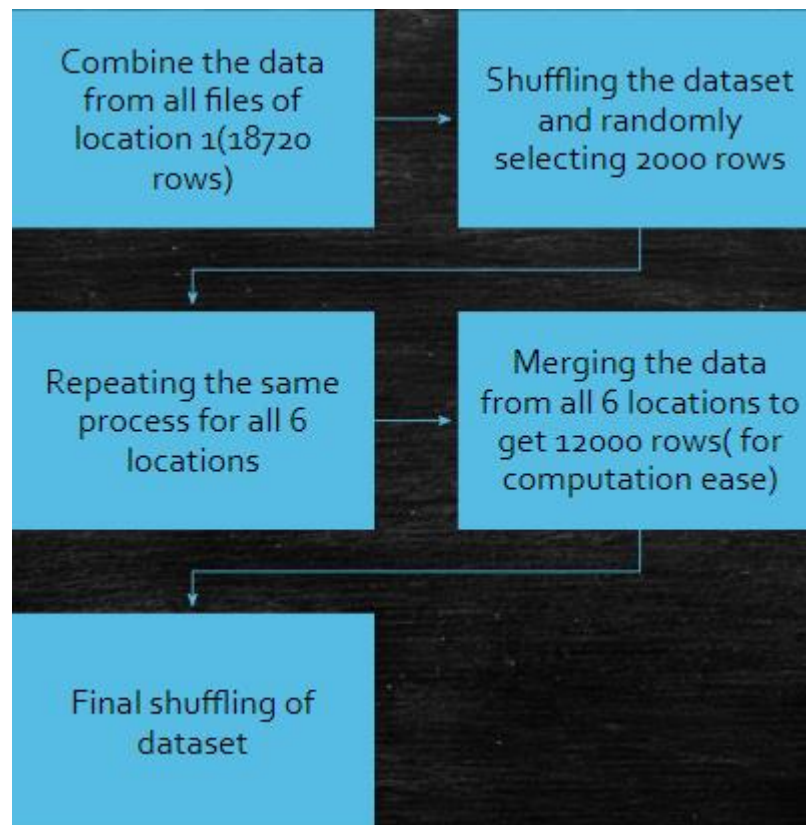 Combine the data
from all files of
location 1(18720
rows)
Shuffling the dataset
and randomly
selecting 2000 rows
Repeating the same
process for all 6
locations
Merging the data
from all 6 locations to
get 12000 rows( for
computation ease)
Final shuffling of
dataset